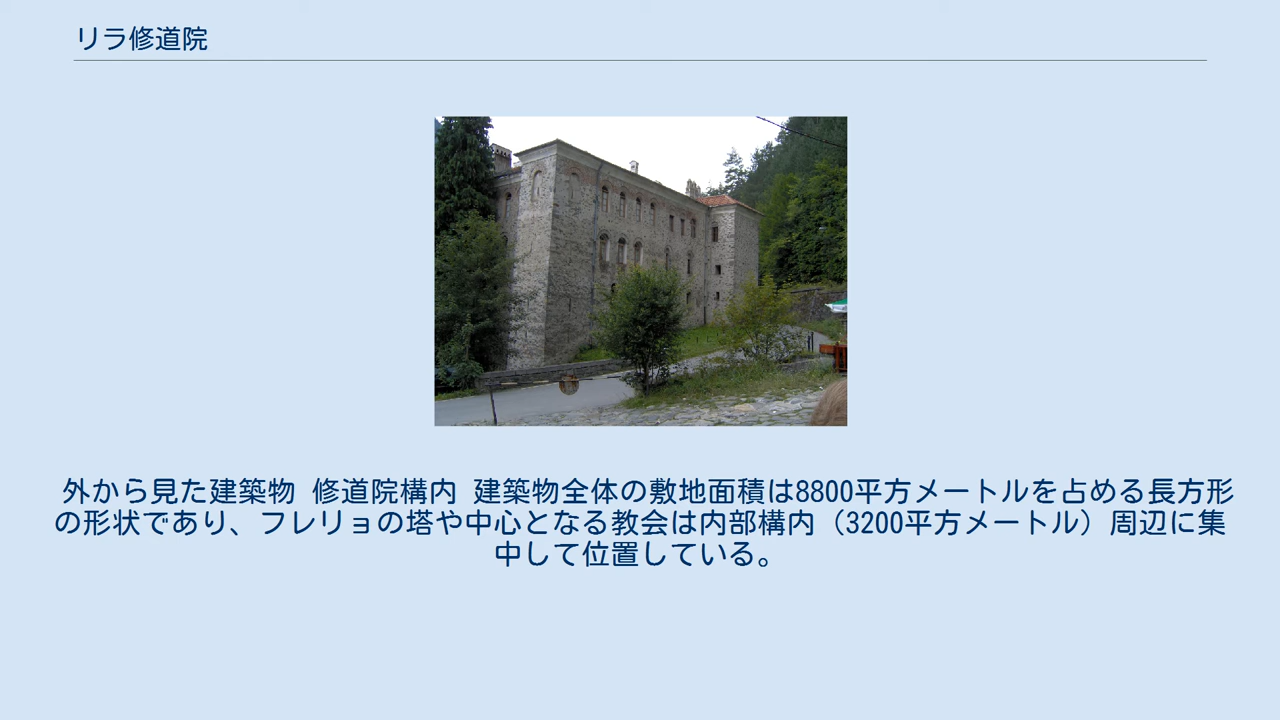 リラ修道院
外から見た建築物 修道院構内 建築物全体の敷地面積は8800平方メートルを占める長方形
の形状であり、フレリョの塔や中心となる教会は内部構内（3200平方メートル）周辺に集
中して位置している。